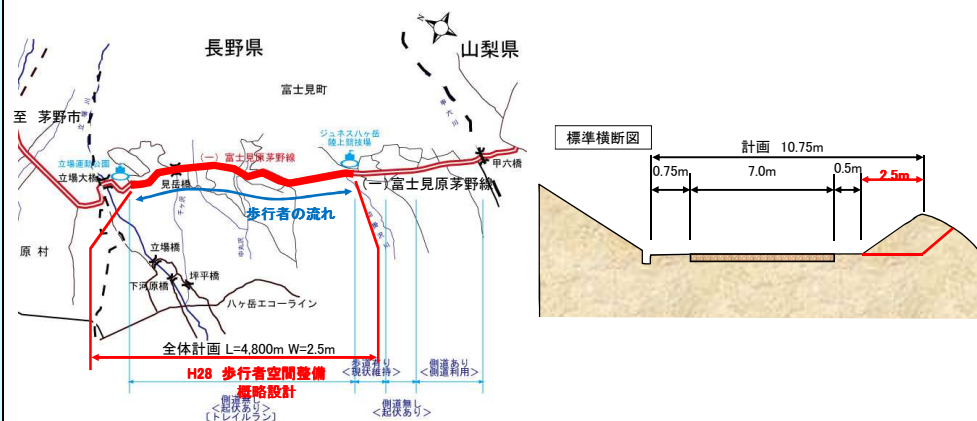 N
長野県
山梨県
富士見町
至 茅野市
立場川
甲六川
ジュネス八ヶ岳
陸上競技場
立場運動公園
立場大橋
(一) 富士見原茅野線
見岳橋
甲六橋
(一)富士見原茅野線
歩行者の流れ
原 村
立場橋
下河原橋
坪平橋
八ヶ岳エコーライン
全体計画 L=4,800m W=2.5m
H28 歩行者空間整備
概略設計
側道無し
<起伏あり>
[トレイルラン]
歩道有り
<現状維持>
側道無し
<起伏あり>
側道あり
<側道利用>
標準横断図
計画 10.75m
0.75m
7.0m
0.5m
2.5m